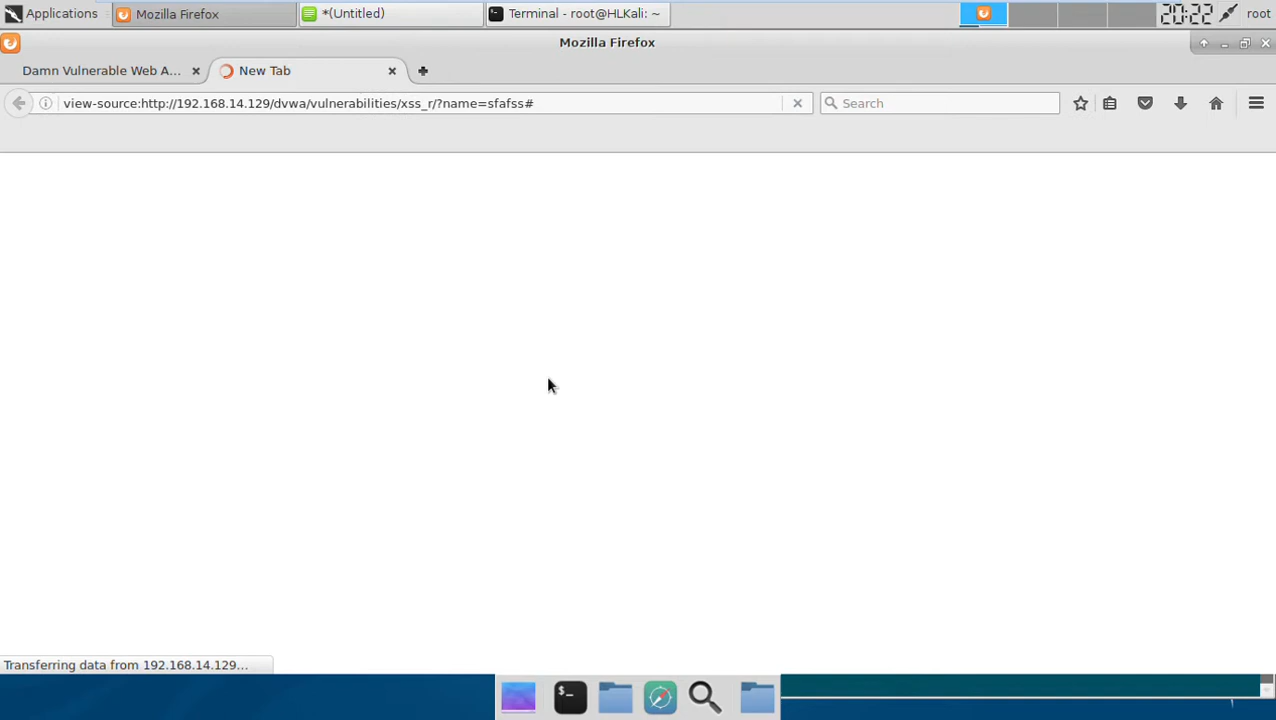 Applications
Mozilla Firefox
*(Untitled)
Terminal - root@HLKali: ~
20:22
root
Mozilla Firefox
Damn Vulnerable Web A...
New Tab
view-source:http://192.168.14.129/dvwa/vulnerabilities/xss_r/?name=sfafss#
Search
Transferring data from 192.168.14.129...
$_